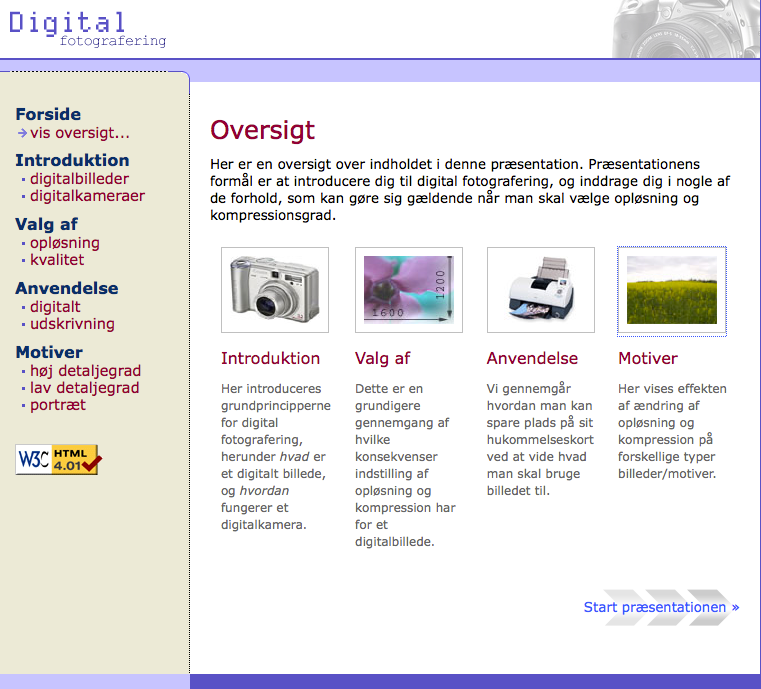 Digital
fotografering
Forside
vis oversigt...
Introduktion
digitalbilleder
digitalkameraer
Valg af
opløsning
kvalitet
Anvendelse
digitalt
udskrivning
Motiver
høj detaljegrad
lav detaljegrad
portræt
W3C HTML
4.01
Oversigt
Her er en oversigt over indholdet i denne præsentation. Præsentationens
formål er at introducere dig til digital fotografering, og inddrage dig i nogle af
de forhold, som kan gøre sig gældende når man skal vælge opløsning og
kompressionsgrad.
1200
1600
Introduktion
Her introduceres
grundprincipperne
for digital
fotografering,
herunder hvad er
et digitalt billede,
og hvordan
fungerer et
digitalkamera.
Valg af
Dette er en
grundigere
gennemgang af
hvilke
konsekvenser
indstilling af
opløsning og
kompression har
for et
digitalbillede.
Anvendelse
Vi gennemgår
hvordan man kan
spare plads på sit
hukommelseskort
ved at vide hvad
man skal bruge
billedet til.
Motiver
Her vises effekten
af ændring af
opløsning og
kompression på
forskellige typer
billeder/motiver.
Start præsentationen »